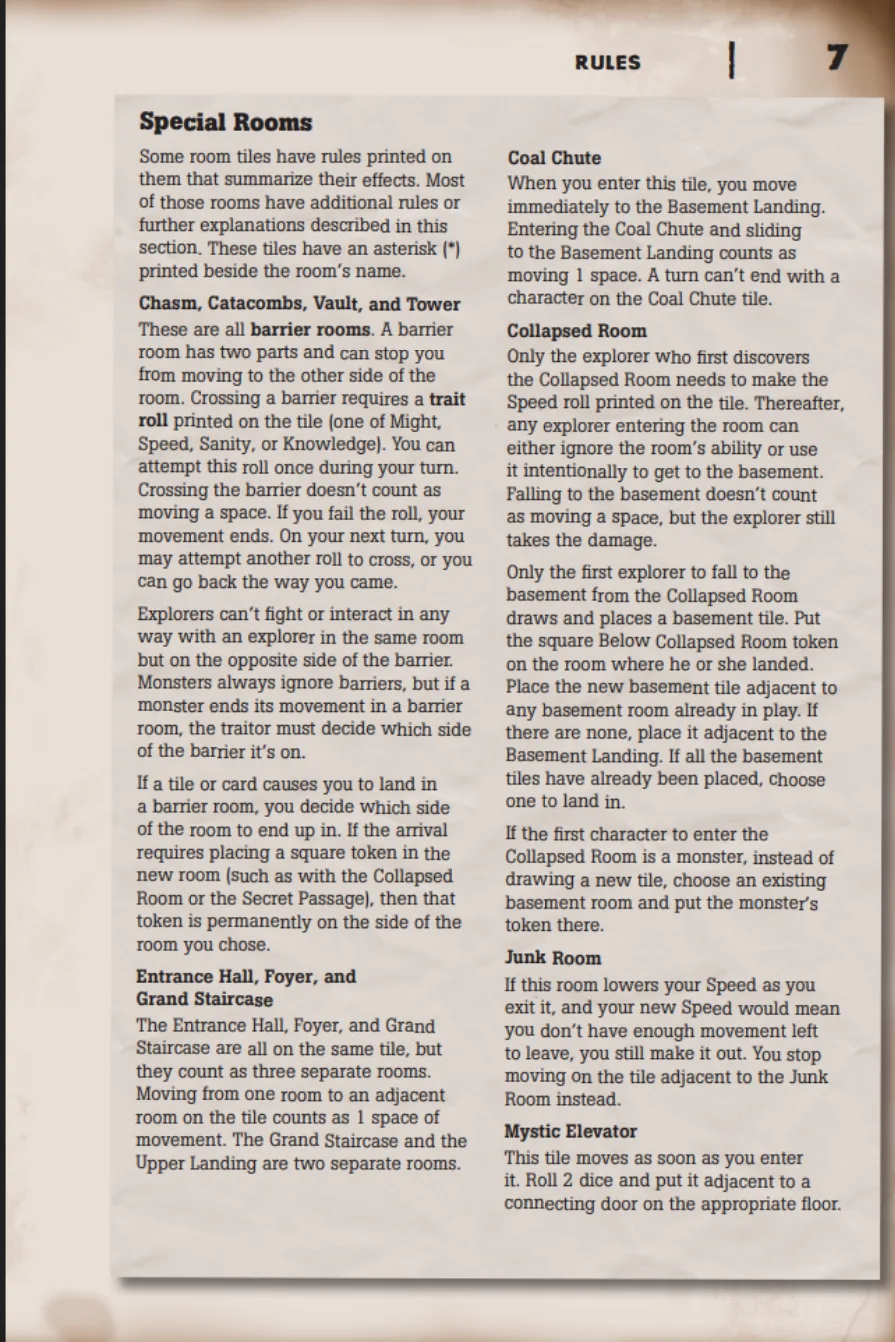 RULES | 7
Special Rooms
Some room tiles have rules printed on
them that summarize their effects. Most
of those rooms have additional rules or
further explanations described in this
section. These tiles have an asterisk (*)
printed beside the room's name.
Chasm, Catacombs, Vault, and Tower
These are all barrier rooms. A barrier
room has two parts and can stop you
from moving to the other side of the
room. Crossing a barrier requires a trait
roll printed on the tile (one of Might,
Speed, Sanity, or Knowledge). You can
attempt this roll once during your turn.
Crossing the barrier doesn't count as
moving a space. If you fail the roll, your
movement ends. On your next turn, you
may attempt another roll to cross, or you
can go back the way you came.
Explorers can't fight or interact in any
way with an explorer in the same room
but on the opposite side of the barrier.
Monsters always ignore barriers, but if a
monster ends its movement in a barrier
room, the traitor must decide which side
of the barrier it's on.
If a tile or card causes you to land in
a barrier room, you decide which side
of the room to end up in. If the arrival
requires placing a square token in the
new room (such as with the Collapsed
Room or the Secret Passage), then that
token is permanently on the side of the
room you chose.
Entrance Hall, Foyer, and
Grand Staircase
The Entrance Hall, Foyer, and Grand
Staircase are all on the same tile, but
they count as three separate rooms.
Moving from one room to an adjacent
room on the tile counts as 1 space of
movement. The Grand Staircase and the
Upper Landing are two separate rooms.
Coal Chute
When you enter this tile, you move
immediately to the Basement Landing.
Entering the Coal Chute and sliding
to the Basement Landing counts as
moving 1 space. A turn can't end with a
character on the Coal Chute tile.
Collapsed Room
Only the explorer who first discovers
the Collapsed Room needs to make the
Speed roll printed on the tile. Thereafter,
any explorer entering the room can
either ignore the room's ability or use
it intentionally to get to the basement.
Falling to the basement doesn't count
as moving a space, but the explorer still
takes the damage.
Only the first explorer to fall to the
basement from the Collapsed Room
draws and places a basement tile. Put
the square Below Collapsed Room token
on the room where he or she landed.
Place the new basement tile adjacent to
any basement room already in play. If
there are none, place it adjacent to the
Basement Landing. If all the basement
tiles have already been placed, choose
one to land in.
If the first character to enter the
Collapsed Room is a monster, instead of
drawing a new tile, choose an existing
basement room and put the monster's
token there.
Junk Room
If this room lowers your Speed as you
exit it, and your new Speed would mean
you don't have enough movement left
to leave, you still make it out. You stop
moving on the tile adjacent to the Junk
Room instead.
Mystic Elevator
This tile moves as soon as you enter
it. Roll 2 dice and put it adjacent to a
connecting door on the appropriate floor.